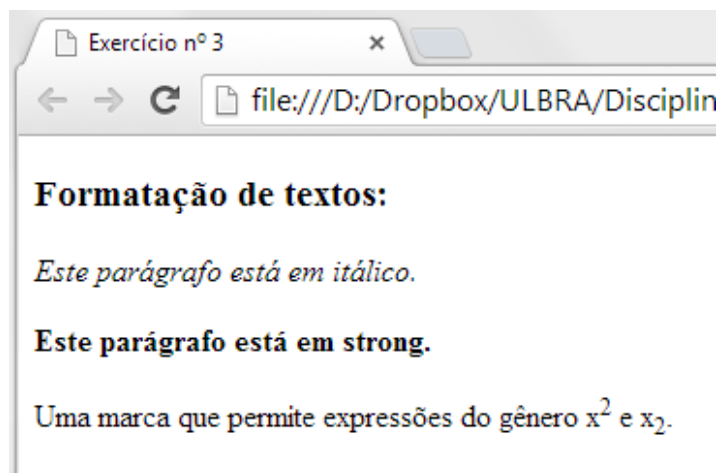 Exercício nº 3
file:///D:/Dropbox/ULBRA/Disciplin
Formatação de textos:
Este parágrafo está em itálico.
Este parágrafo está em strong.
Uma marca que permite expressões do gênero x² e x₂.